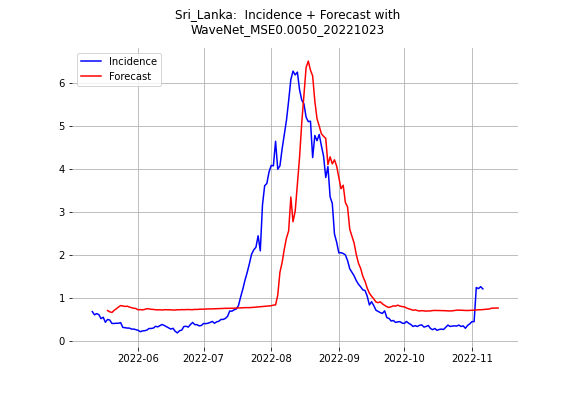 Sri_Lanka:  Incidence + Forecast with
WaveNet_MSE0.0050_20221023
Incidence
Forecast
6
5
4
3
2
1
0
2022-06 2022-07 2022-08 2022-09 2022-10 2022-11